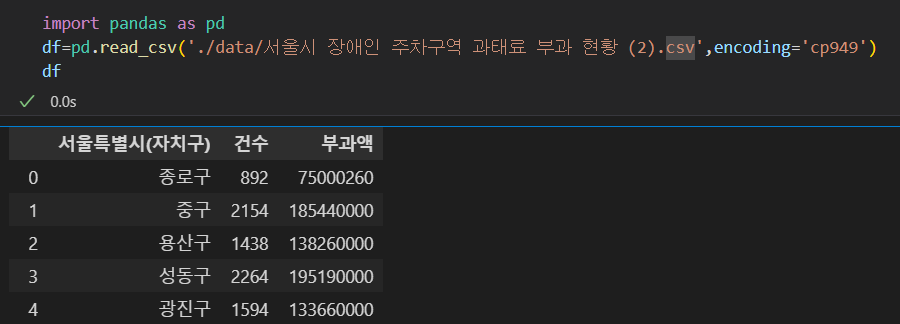 import pandas as pd
df=pd.read_csv('./data/서울시 장애인 주차구역 과태료 부과 현황 (2).csv',encoding='cp949')
df
0.0s
서울특별시(자치구) 건수 부과액
0 종로구 892 75000260
1 중구 2154 185440000
2 용산구 1438 138260000
3 성동구 2264 195190000
4 광진구 1594 133660000